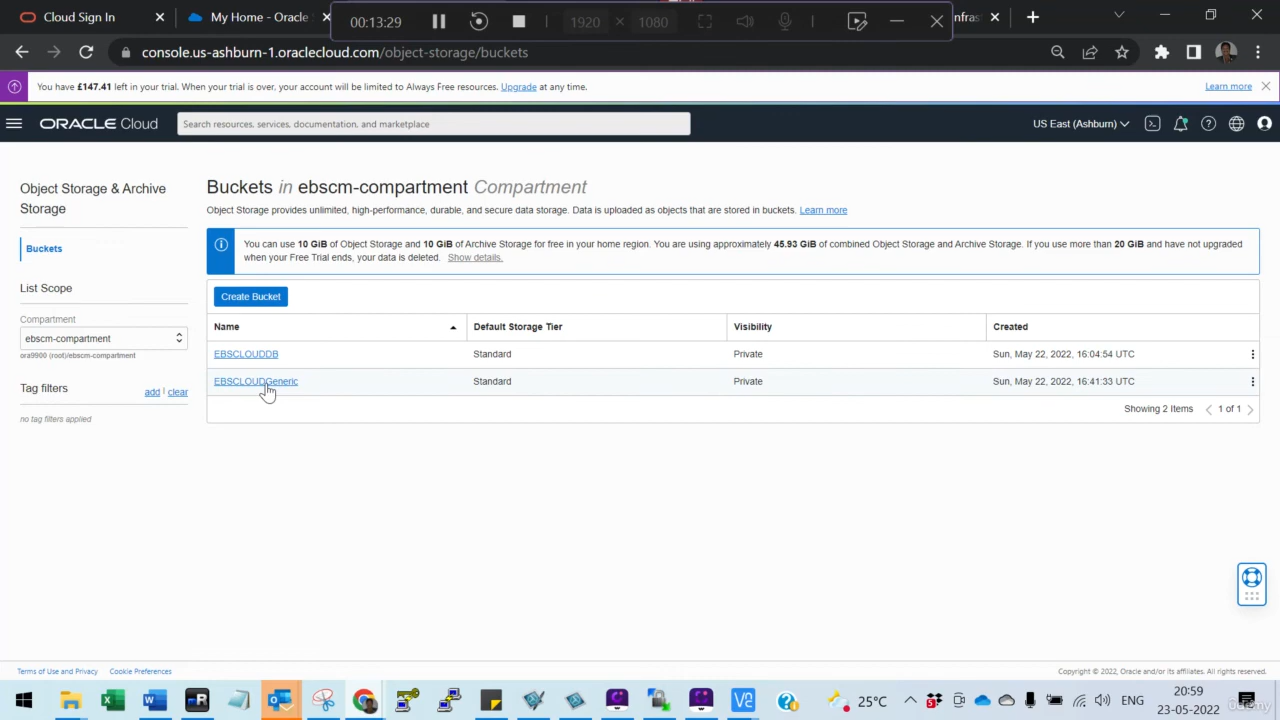 Cloud Sign In
My Home - Oracle
00:13:29
1920 × 1080
nfras
console.us-ashburn-1.oraclecloud.com/object-storage/buckets
You have £147.41 left in your trial. When your trial is over, your account will be limited to Always Free resources. Upgrade at any time.
Learn more
ORACLE Cloud
Search resources, services, documentation, and marketplace
US East (Ashburn)
Object Storage & Archive
Storage
Buckets
List Scope
Compartment
ebscm-compartment
ora9900 (root)/ebscm-compartment
Tag filters
add | clear
no tag filters applied
Buckets in ebscm-compartment Compartment
Object Storage provides unlimited, high-performance, durable, and secure data storage. Data is uploaded as objects that are stored in buckets. Learn more
You can use 10 GiB of Object Storage and 10 GiB of Archive Storage for free in your home region. You are using approximately 45.93 GiB of combined Object Storage and Archive Storage. If you use more than 20 GiB and have not upgraded
when your Free Trial ends, your data is deleted. Show details.
Create Bucket
Name Default Storage Tier Visibility Created
EBSCLOUDDB Standard Private Sun, May 22, 2022, 16:04:54 UTC
EBSCLOUDGeneric Standard Private Sun, May 22, 2022, 16:41:33 UTC
Showing 2 Items 1 of 1
Terms of Use and Privacy Cookie Preferences
Copyright © 2022, Oracle and/or its affiliates. All rights reserved.
25°C
ENG
20:59
23-05-2022
ûdemy